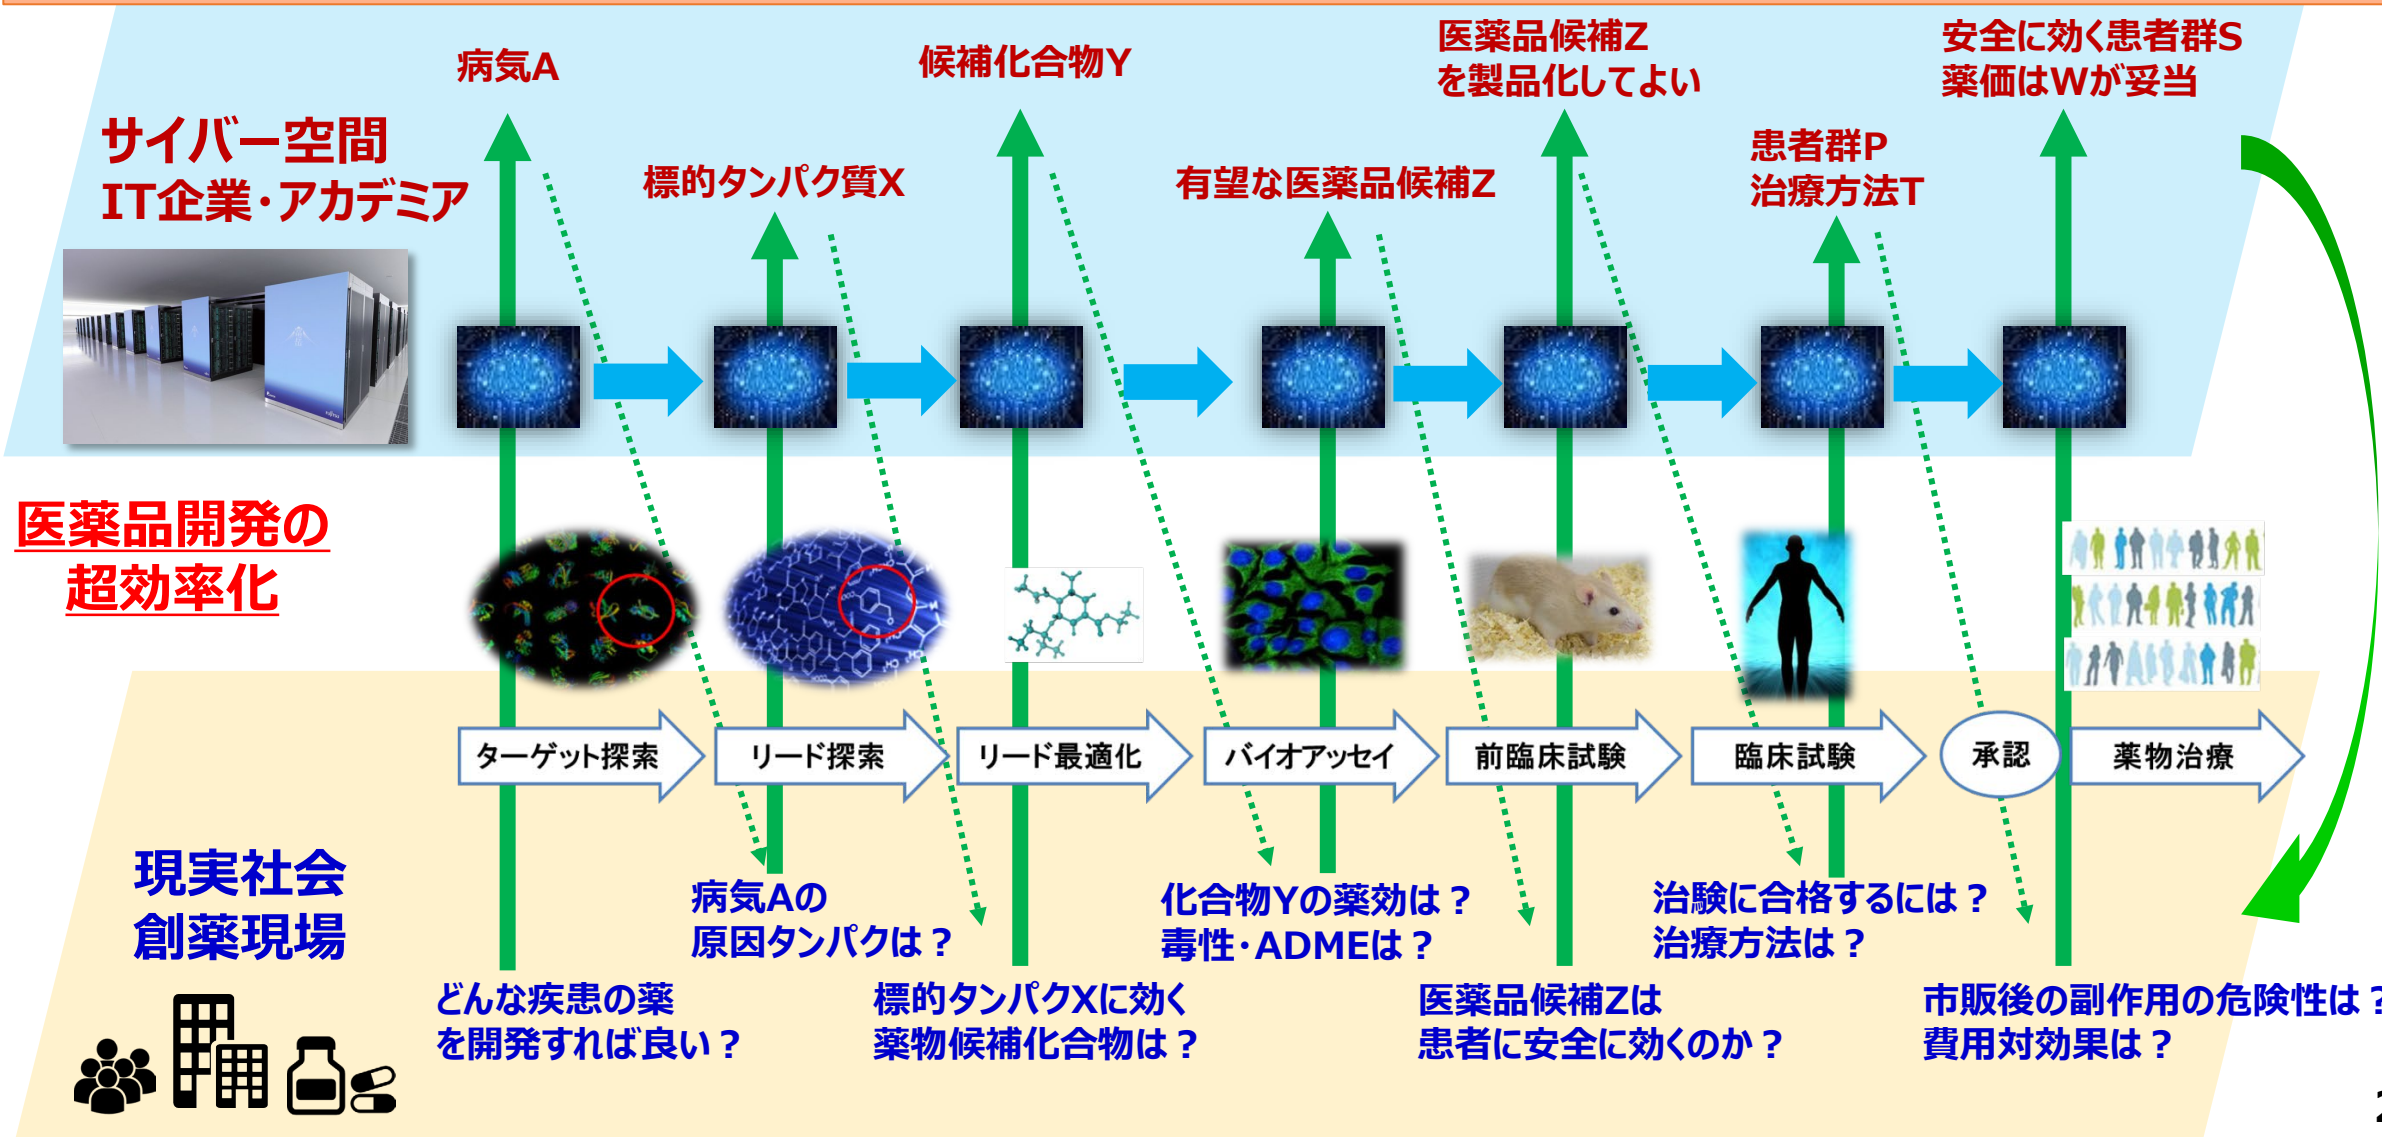 病気A
候補化合物Y
医薬品候補Z
を製品化してよい
安全に効く患者群S
薬価はWが妥当
サイバー空間
IT企業・アカデミア
標的タンパク質X
有望な医薬品候補Z
患者群P
治療方法T
医薬品開発の
超効率化
ターゲット探索
リード探索
リード最適化
バイオアッセイ
前臨床試験
臨床試験
承認
薬物治療
現実社会
創薬現場
病気Aの
原因タンパクは？
化合物Yの薬効は？
毒性・ADMEは？
治験に合格するには？
治療方法は？
どんな疾患の薬
を開発すれば良い？
標的タンパクXに効く
薬物候補化合物は？
医薬品候補Zは
患者に安全に効くのか？
市販後の副作用の危険性は？
費用対効果は？